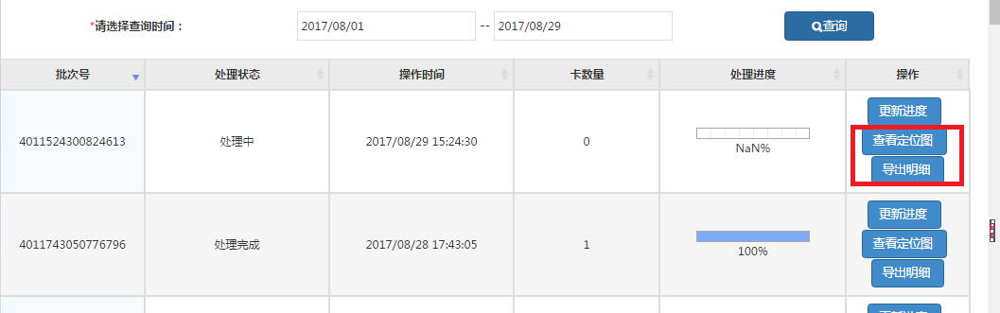 *请选择查询时间： 2017/08/01 -- 2017/08/29 查询
批次号 处理状态 操作时间 卡数量 处理进度 操作
更新进度
4011524300824613 处理中 2017/08/29 15:24:30 0 NaN% 查看定位图
导出明细
更新进度
4011743050776796 处理完成 2017/08/28 17:43:05 1 100% 查看定位图
导出明细